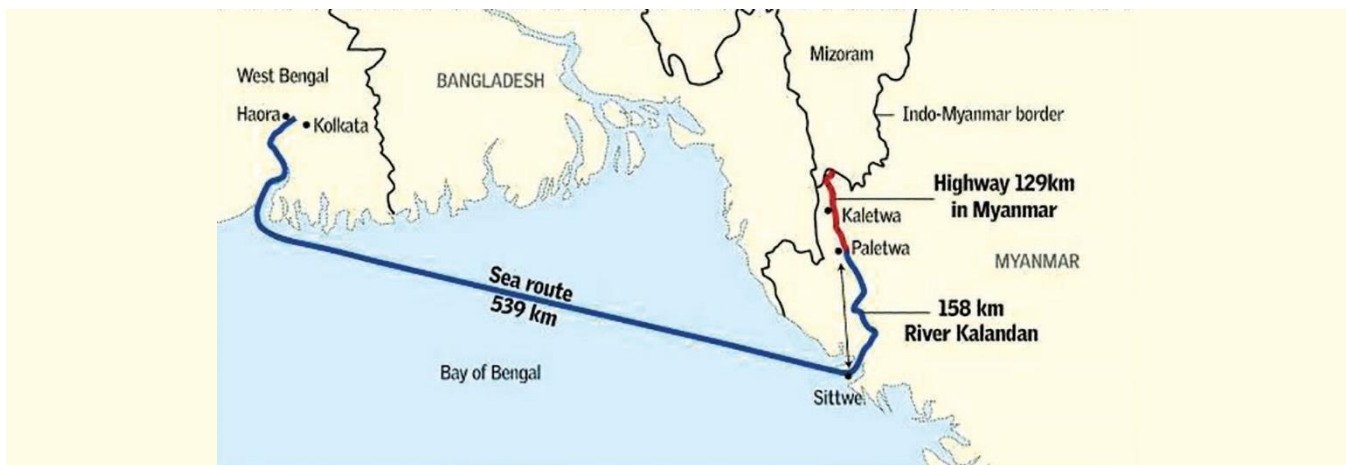 Mizoram
West Bengal
BANGLADESH
Haora
Kolkata
Indo-Myanmar border
Highway 129km
in Myanmar
Kaletwa
Paletwa
MYANMAR
Sea route
539 km
158 km
River Kalandan
Bay of Bengal
Sittwe